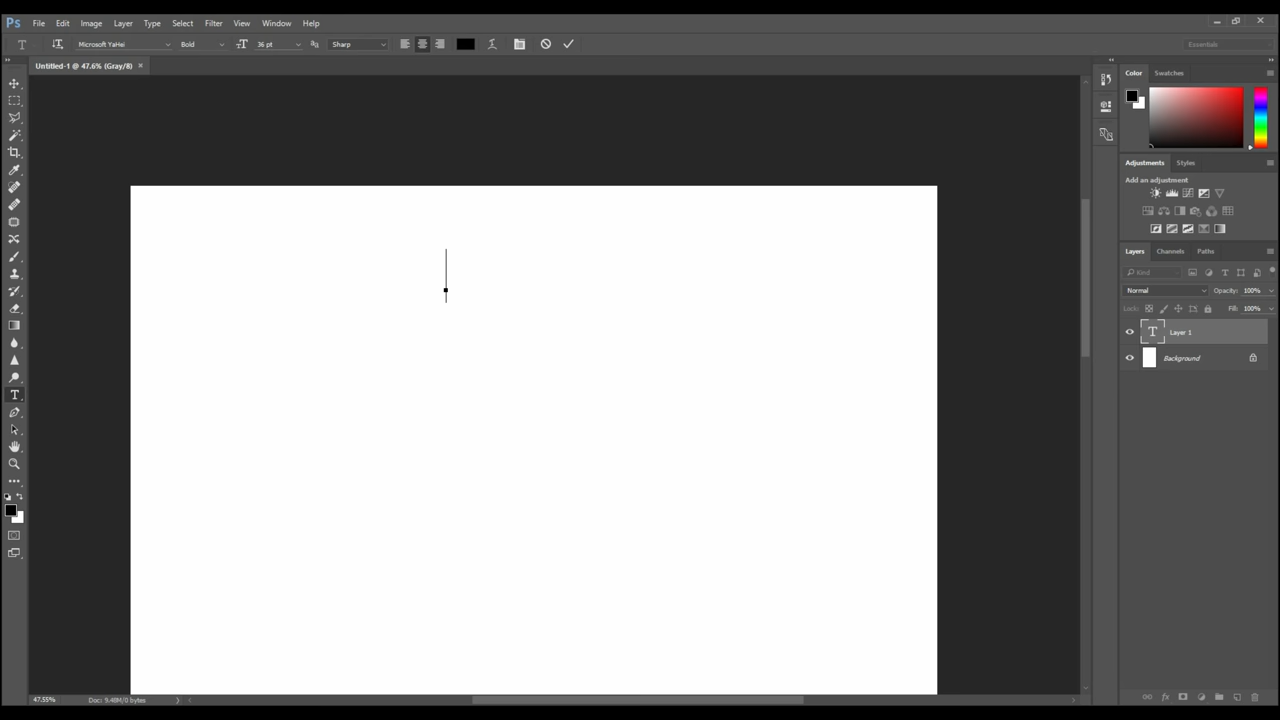 Ps File Edit Image Layer Type Select Filter View Window Help
Microsoft YaHei Bold 36 pt Sharp Essentials
Untitled-1 @ 47.6% (Gray/8)
Color Swatches
Adjustments Styles
Add an adjustment
Layers Channels Paths
Kind
Normal Opacity: 100%
Lock: Fill: 100%
Layer 1
Background
47.55% Doc: 9.48M/0 bytes